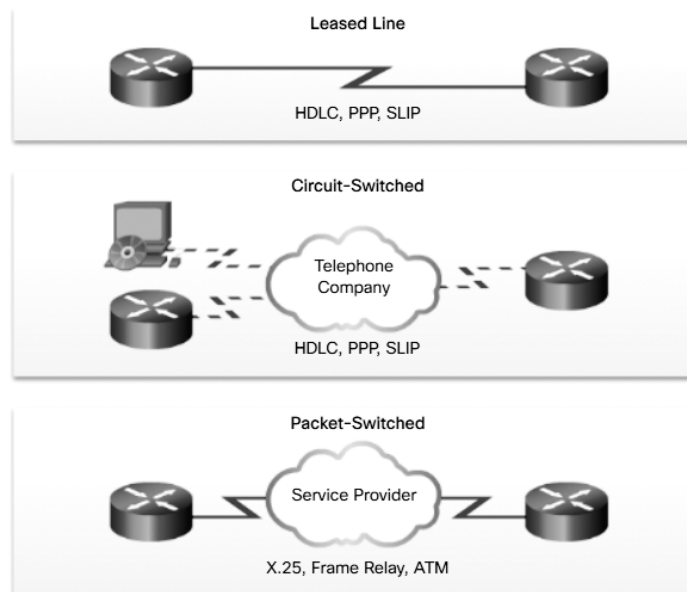 Leased Line
HDLC, PPP, SLIP
Circuit-Switched
Telephone
Company
HDLC, PPP, SLIP
Packet-Switched
Service Provider
X.25, Frame Relay, ATM